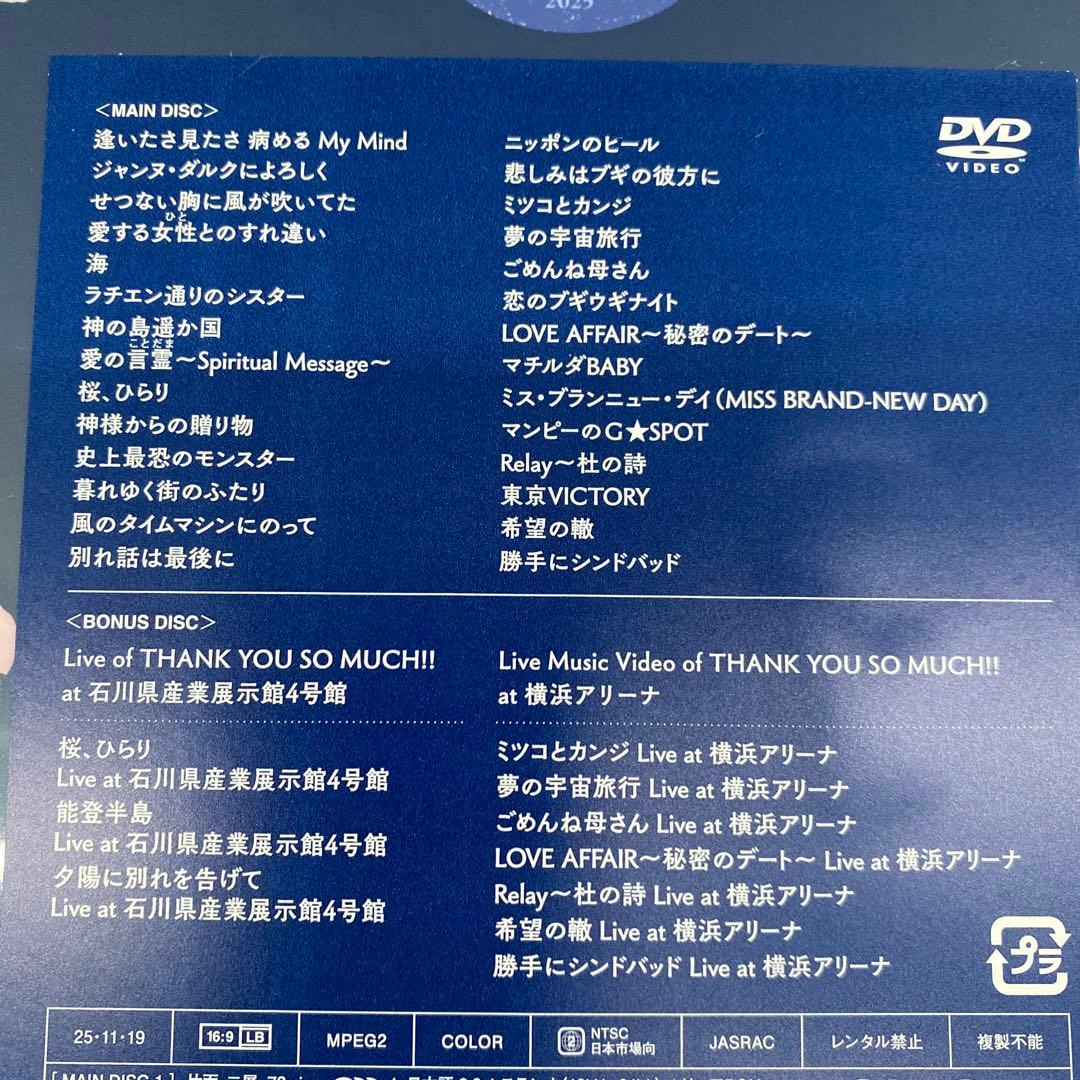 2025
<MAIN DISC>
逢いたさ見たさ 病める My Mind
ジャンヌ・ダルクによろしく
せつない胸に風が吹いてた
ひと
愛する女性とのすれ違い
海
ラチエン通りのシスター
神の島遥か国
ことだま
愛の言霊～Spiritual Message～
桜、ひらり
神様からの贈り物
史上最恐のモンスター
暮れゆく街のふたり
風のタイムマシンにのって
別れ話は最後に
ニッポンのヒール
悲しみはブギの彼方に
ミツコとカンジ
夢の宇宙旅行
ごめんね母さん
恋のブギウギナイト
LOVE AFFAIR～秘密のデート～
マチルダBABY
ミス・ブランニュー・デイ(MISS BRAND-NEW DAY)
マンピーのG★SPOT
Relay～杜の詩
東京VICTORY
希望の轍
勝手にシンドバッド
DVD
VIDEO™
<BONUS DISC>
Live of THANK YOU SO MUCH!!
at 石川県産業展示館4号館
桜、ひらり
Live at 石川県産業展示館4号館
能登半島
Live at 石川県産業展示館4号館
夕陽に別れを告げて
Live at 石川県産業展示館4号館
Live Music Video of THANK YOU SO MUCH!!
at 横浜アリーナ
ミツコとカンジ Live at 横浜アリーナ
夢の宇宙旅行 Live at 横浜アリーナ
ごめんね母さん Live at 横浜アリーナ
LOVE AFFAIR～秘密のデート～ Live at 横浜アリーナ
Relay～杜の詩 Live at 横浜アリーナ
希望の轍 Live at 横浜アリーナ
勝手にシンドバッド Live at 横浜アリーナ
プラ
25・11・19
16:9 LB
MPEG2
COLOR
2
NTSC
日本市場向
JASRAC
レンタル禁止
複製不能
[MAIN DISC 1]